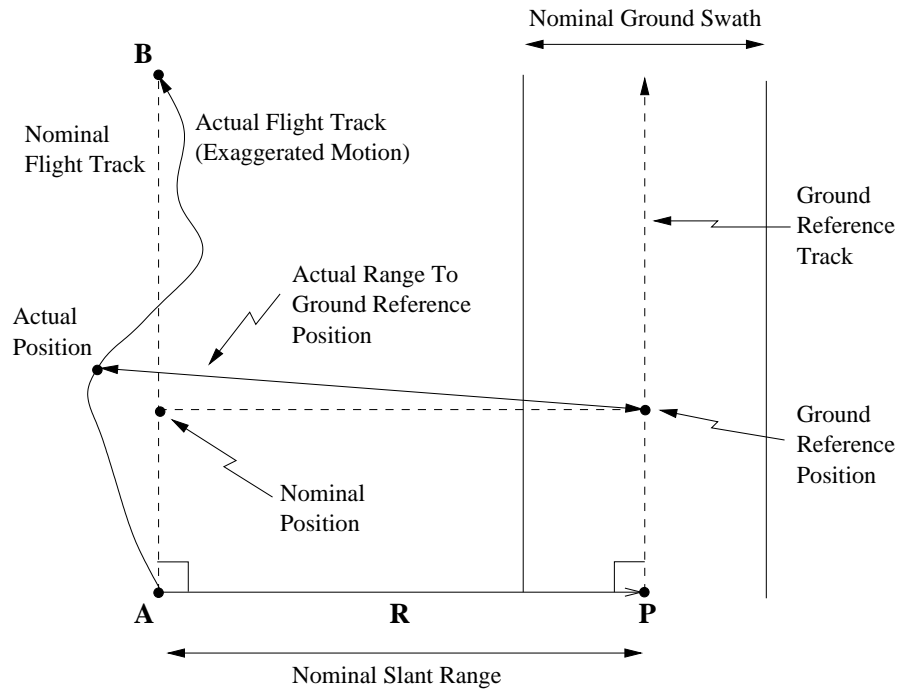 Nominal Ground Swath
B
Nominal
Flight Track
Actual Flight Track
(Exaggerated Motion)
Ground
Reference
Track
Actual Range To
Ground Reference
Position
Actual
Position
Ground
Reference
Position
Nominal
Position
A
R
P
Nominal Slant Range